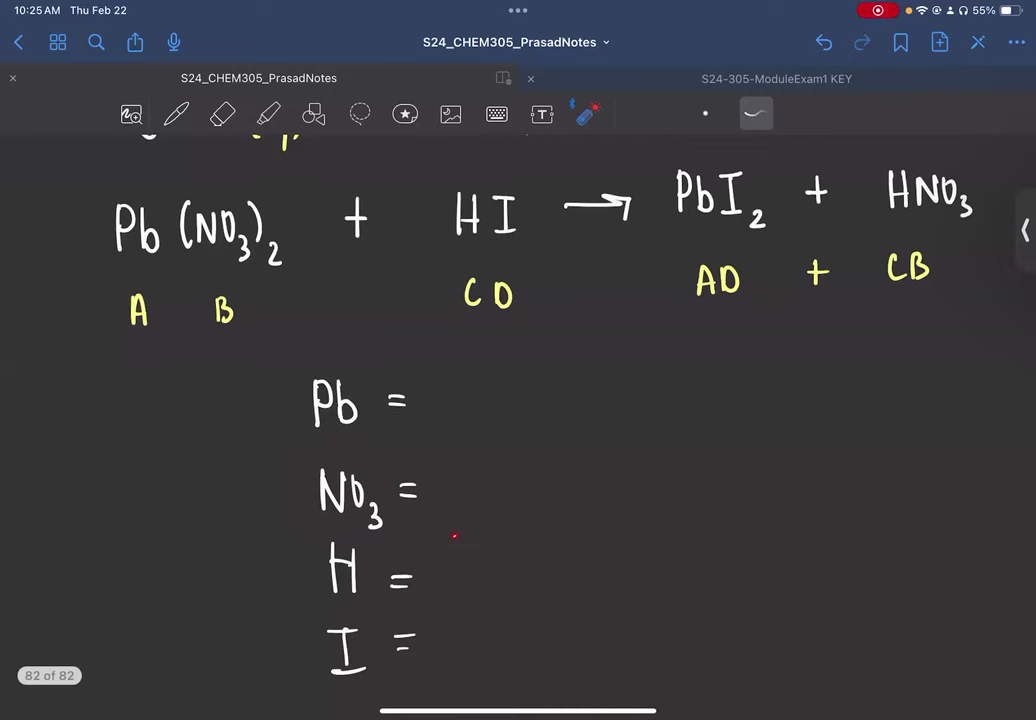 10:25 AM Thu Feb 22
55%
S24_CHEM305_PrasadNotes
S24_CHEM305_PrasadNotes
S24-305-ModuleExam1 KEY
Pb (NO₃)₂ + HI → PbI₂ + HNO₃
A B CD AD + CB
Pb =
NO₃ =
H =
I =
82 of 82